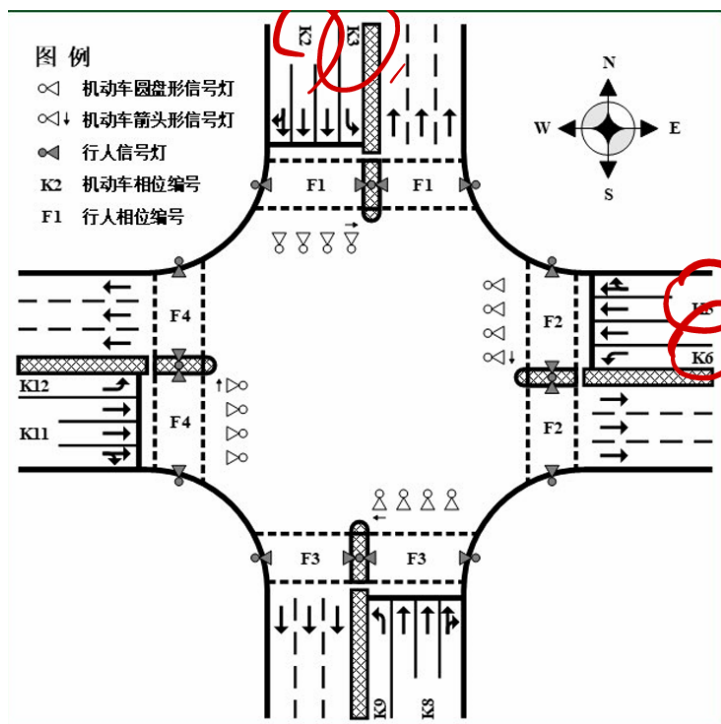 K2
K3
图 例
机动车圆盘形信号灯
机动车箭头形信号灯
行人信号灯
K2 机动车相位编号
F1 行人相位编号
N
W E
S
F1 F1
F4
F2
K5
K6
K12
K11
F4
F2
F3 F3
K9
K8